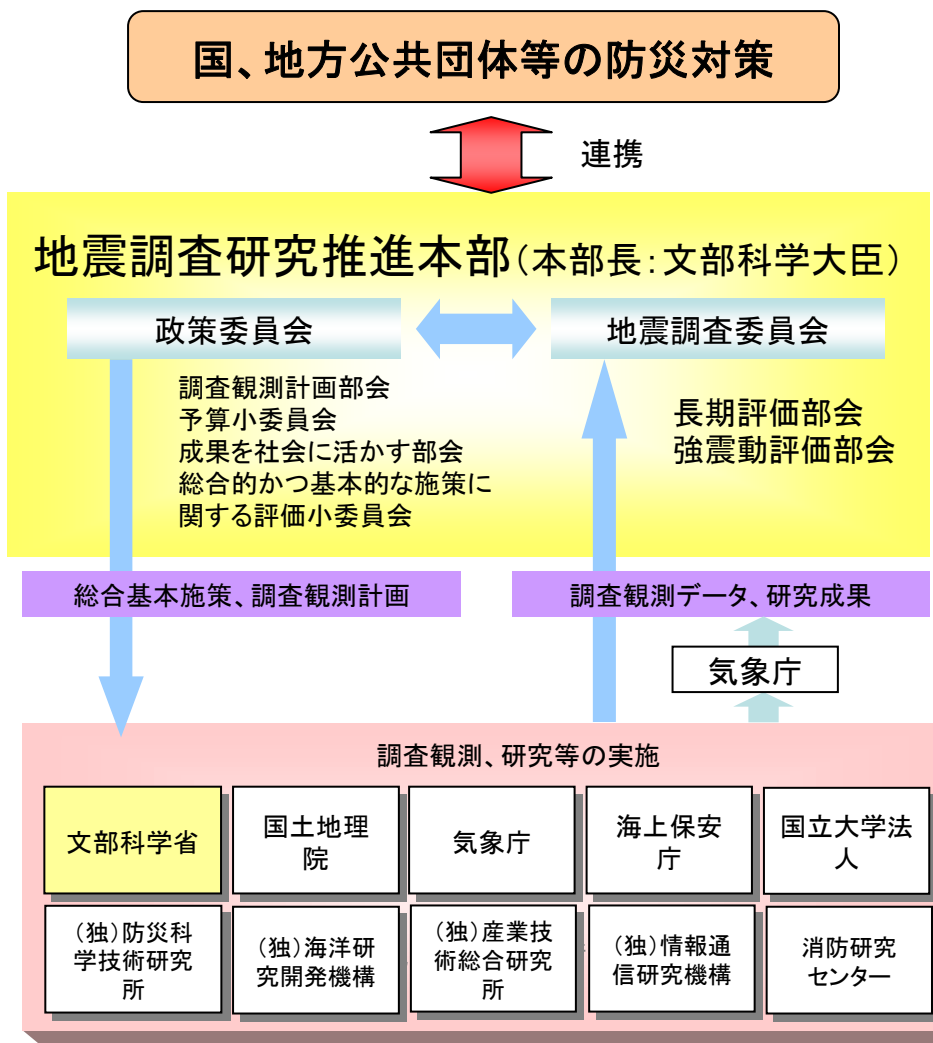 国、地方公共団体等の防災対策
連携
地震調査研究推進本部(本部長:文部科学大臣)
政策委員会
地震調査委員会
調査観測計画部会
予算小委員会
成果を社会に活かす部会
総合的かつ基本的な施策に
関する評価小委員会
長期評価部会
強震動評価部会
総合基本施策、調査観測計画
調査観測データ、研究成果
気象庁
調査観測、研究等の実施
文部科学省
国土地理
院
気象庁
海上保安
庁
国立大学法
人
(独)防災科
学技術研究
所
(独)海洋研
究開発機構
(独)産業技
術総合研究
所
(独)情報通
信研究機構
消防研究
センター